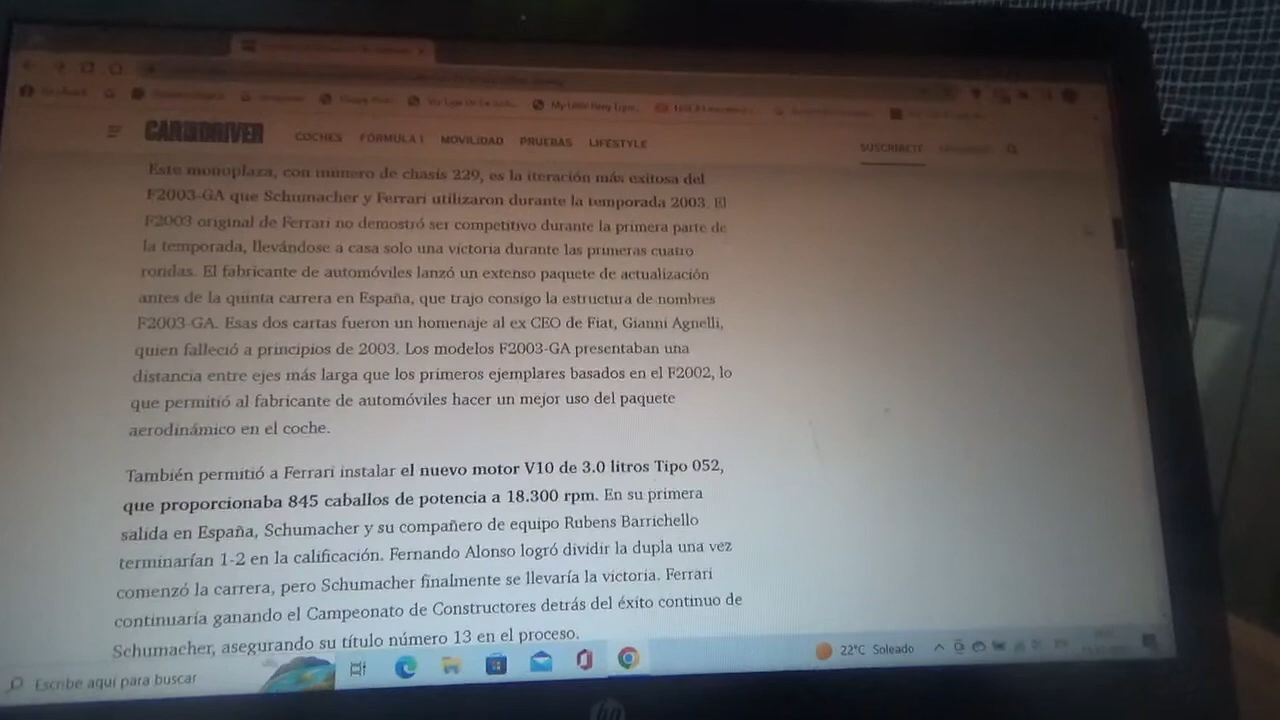 My Little Pony
CAR AND DRIVER
COCHES FÓRMULA 1 MOVILIDAD PRUEBAS LIFESTYLE
SUSCRÍBETE
Este monoplaza, con número de chasis 229, es la iteración más exitosa del
F2003-GA que Schumacher y Ferrari utilizaron durante la temporada 2003. El
F2003 original de Ferrari no demostró ser competitivo durante la primera parte de
la temporada, llevándose a casa solo una victoria durante las primeras cuatro
rondas. El fabricante de automóviles lanzó un extenso paquete de actualización
antes de la quinta carrera en España, que trajo consigo la estructura de nombres
F2003-GA. Esas dos cartas fueron un homenaje al ex CEO de Fiat, Gianni Agnelli,
quien falleció a principios de 2003. Los modelos F2003-GA presentaban una
distancia entre ejes más larga que los primeros ejemplares basados en el F2002, lo
que permitió al fabricante de automóviles hacer un mejor uso del paquete
aerodinámico en el coche.
También permitió a Ferrari instalar el nuevo motor V10 de 3.0 litros Tipo 052,
que proporcionaba 845 caballos de potencia a 18.300 rpm. En su primera
salida en España, Schumacher y su compañero de equipo Rubens Barrichello
terminarían 1-2 en la calificación. Fernando Alonso logró dividir la dupla una vez
comenzó la carrera, pero Schumacher finalmente se llevaría la victoria. Ferrari
continuaría ganando el Campeonato de Constructores detrás del éxito continuo de
Schumacher, asegurando su título número 13 en el proceso.
Escribe aquí para buscar
22°C Soleado
hp